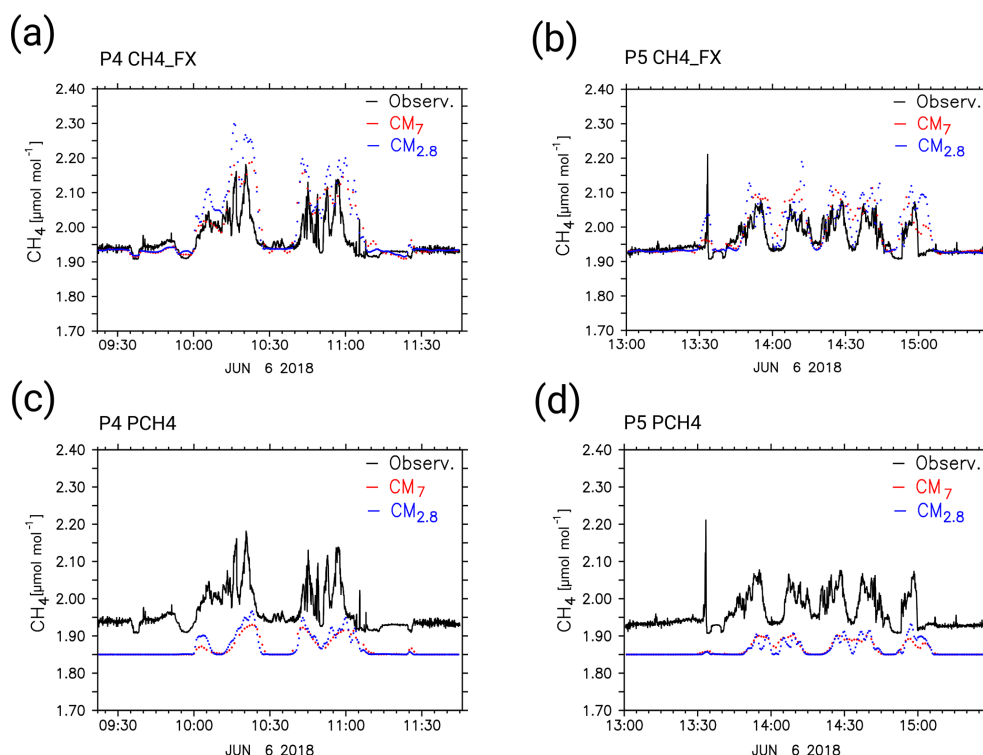 (a)
P4 CH4_FX
CH4 [µmol mol⁻¹]
2.40
2.30
2.20
2.10
2.00
1.90
1.80
1.70
Observ.
CM7
CM2.8
09:30 10:00 10:30 11:00 11:30
JUN 6 2018
(b)
P5 CH4_FX
CH4 [µmol mol⁻¹]
2.40
2.30
2.20
2.10
2.00
1.90
1.80
1.70
Observ.
CM7
CM2.8
13:00 13:30 14:00 14:30 15:00
JUN 6 2018
(c)
P4 PCH4
CH4 [µmol mol⁻¹]
2.40
2.30
2.20
2.10
2.00
1.90
1.80
1.70
Observ.
CM7
CM2.8
09:30 10:00 10:30 11:00 11:30
JUN 6 2018
(d)
P5 PCH4
CH4 [µmol mol⁻¹]
2.40
2.30
2.20
2.10
2.00
1.90
1.80
1.70
Observ.
CM7
CM2.8
13:00 13:30 14:00 14:30 15:00
JUN 6 2018